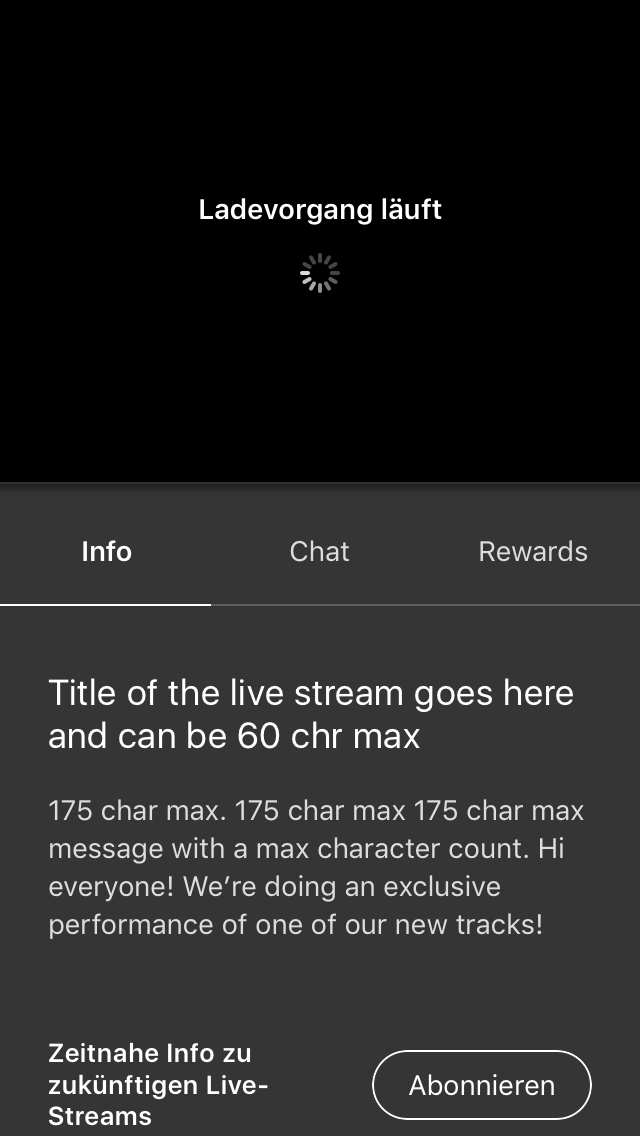 Ladevorgang läuft
Info Chat Rewards
Title of the live stream goes here
and can be 60 chr max
175 char max. 175 char max 175 char max
message with a max character count. Hi
everyone! We’re doing an exclusive
performance of one of our new tracks!
Zeitnahe Info zu
zukünftigen Live-
Streams
Abonnieren